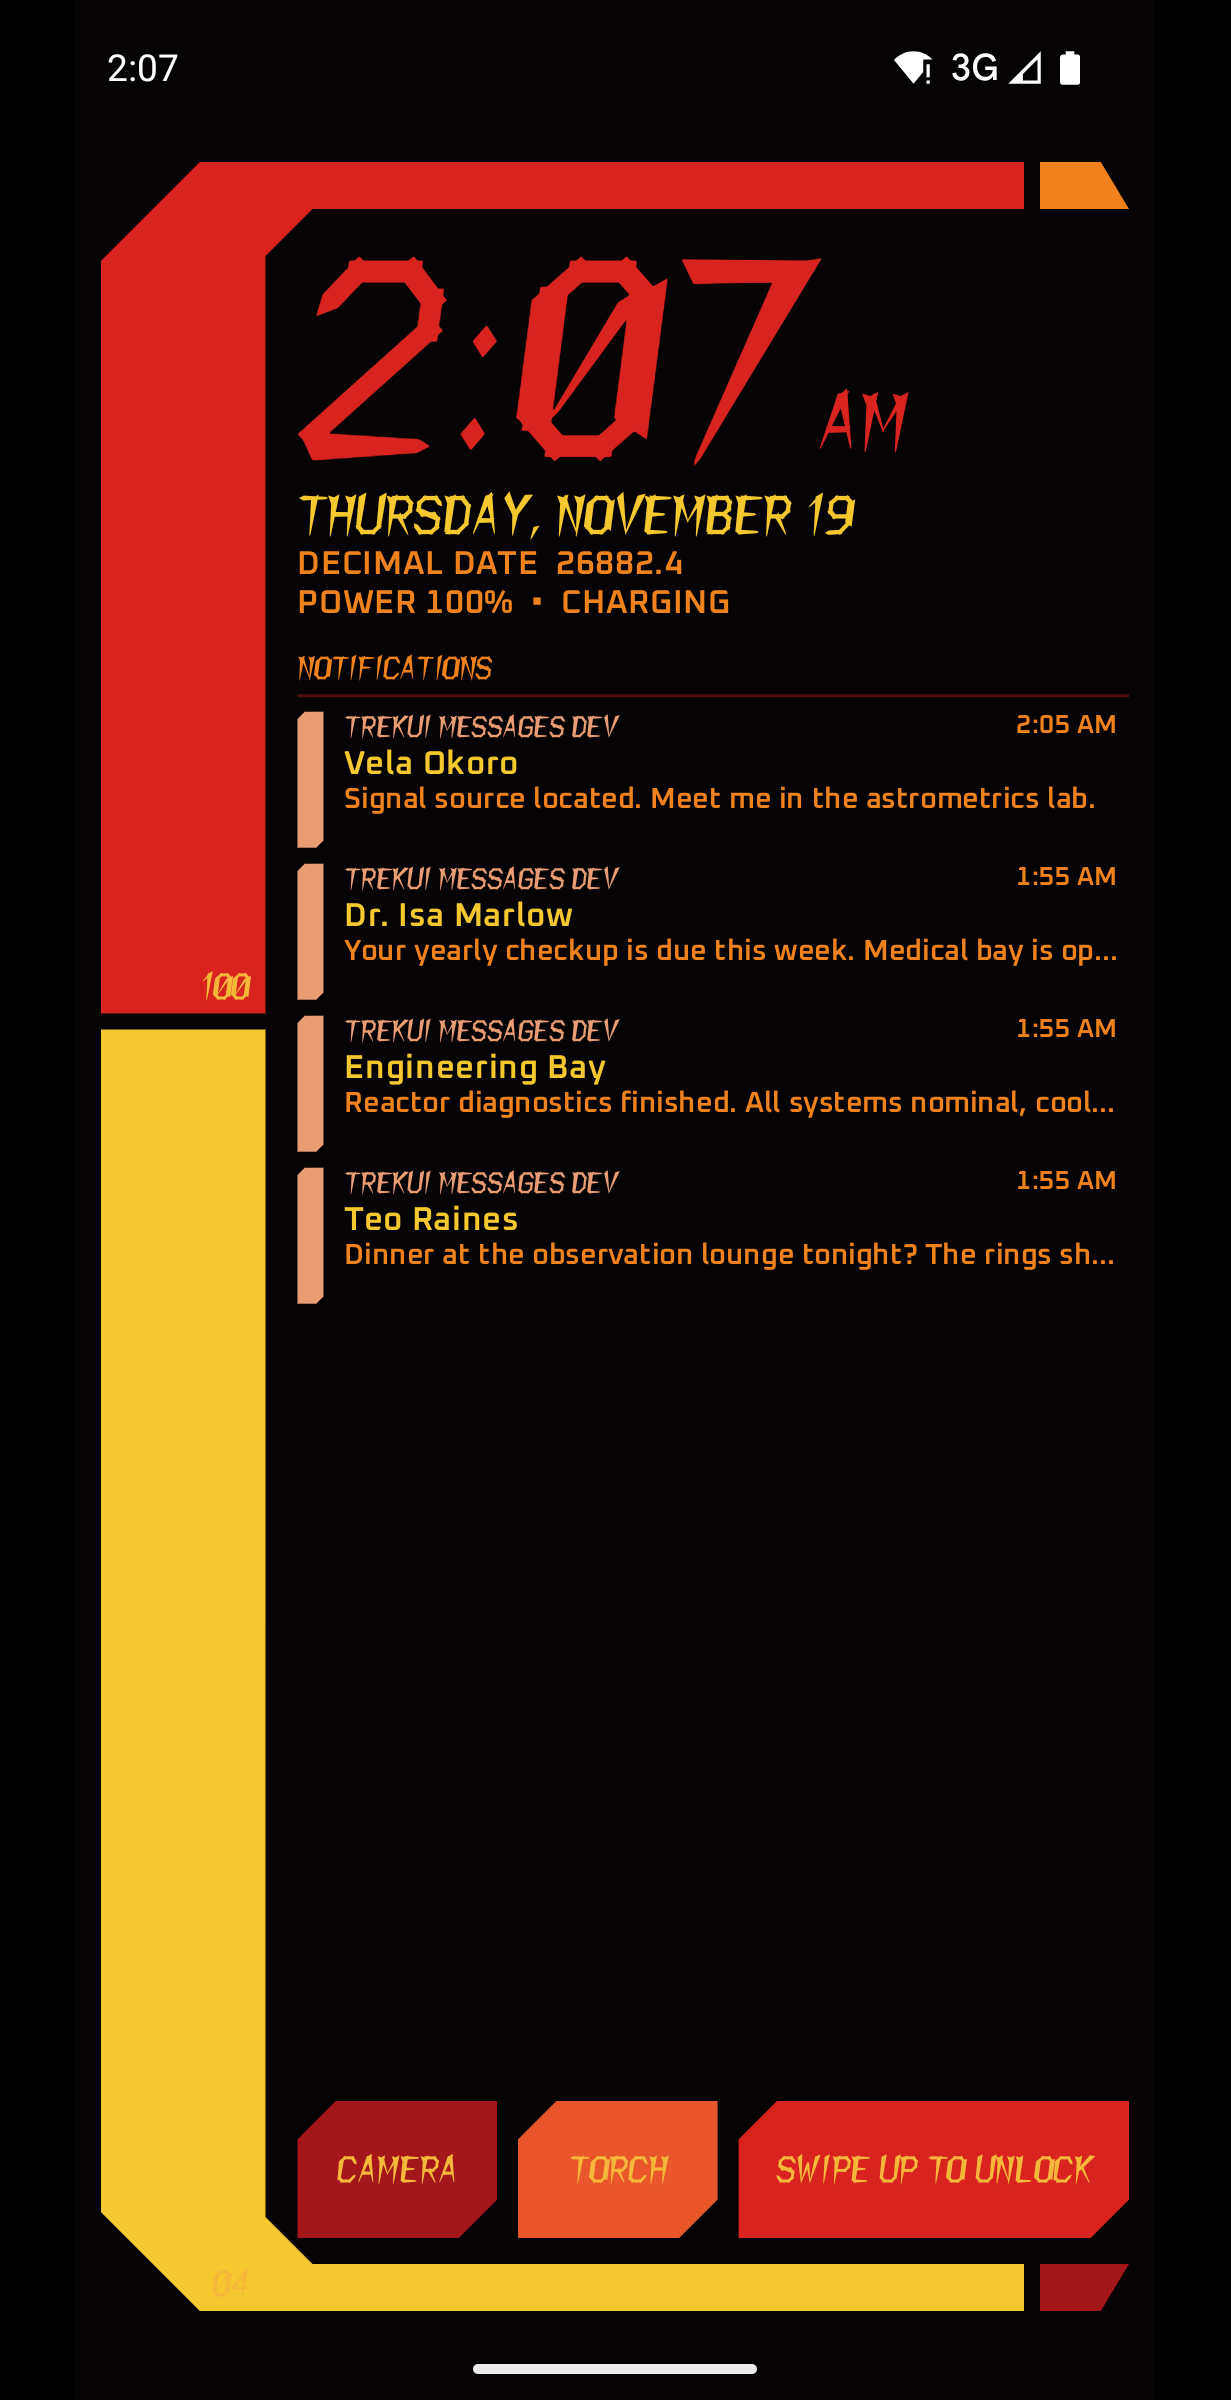 2:07
3G
2:07 AM
THURSDAY, NOVEMBER 19
DECIMAL DATE 26882.4
POWER 100% ▪ CHARGING
NOTIFICATIONS
TREKUI MESSAGES DEV 2:05 AM
Vela Okoro
Signal source located. Meet me in the astrometrics lab.
TREKUI MESSAGES DEV 1:55 AM
Dr. Isa Marlow
Your yearly checkup is due this week. Medical bay is op...
100
TREKUI MESSAGES DEV 1:55 AM
Engineering Bay
Reactor diagnostics finished. All systems nominal, cool...
TREKUI MESSAGES DEV 1:55 AM
Teo Raines
Dinner at the observation lounge tonight? The rings sh...
CAMERA
TORCH
SWIPE UP TO UNLOCK
04